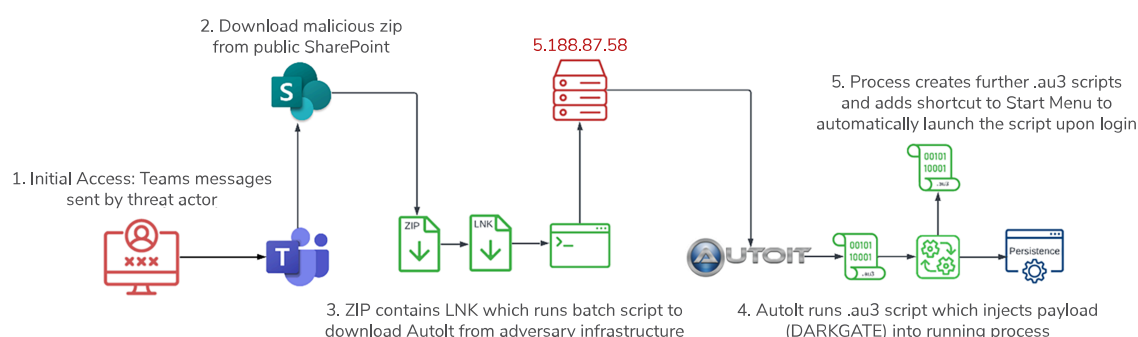 2. Download malicious zip
from public SharePoint
5.188.87.58
5. Process creates further .au3 scripts
and adds shortcut to Start Menu to
automatically launch the script upon login
1. Initial Access: Teams messages
sent by threat actor
S
T
ZIP
LNK
AUTOIT
00101
10001
.au3
00101
10001
.au3
Persistence
3. ZIP contains LNK which runs batch script to
download AutoIt from adversary infrastructure
4. AutoIt runs .au3 script which injects payload
(DARKGATE) into running process